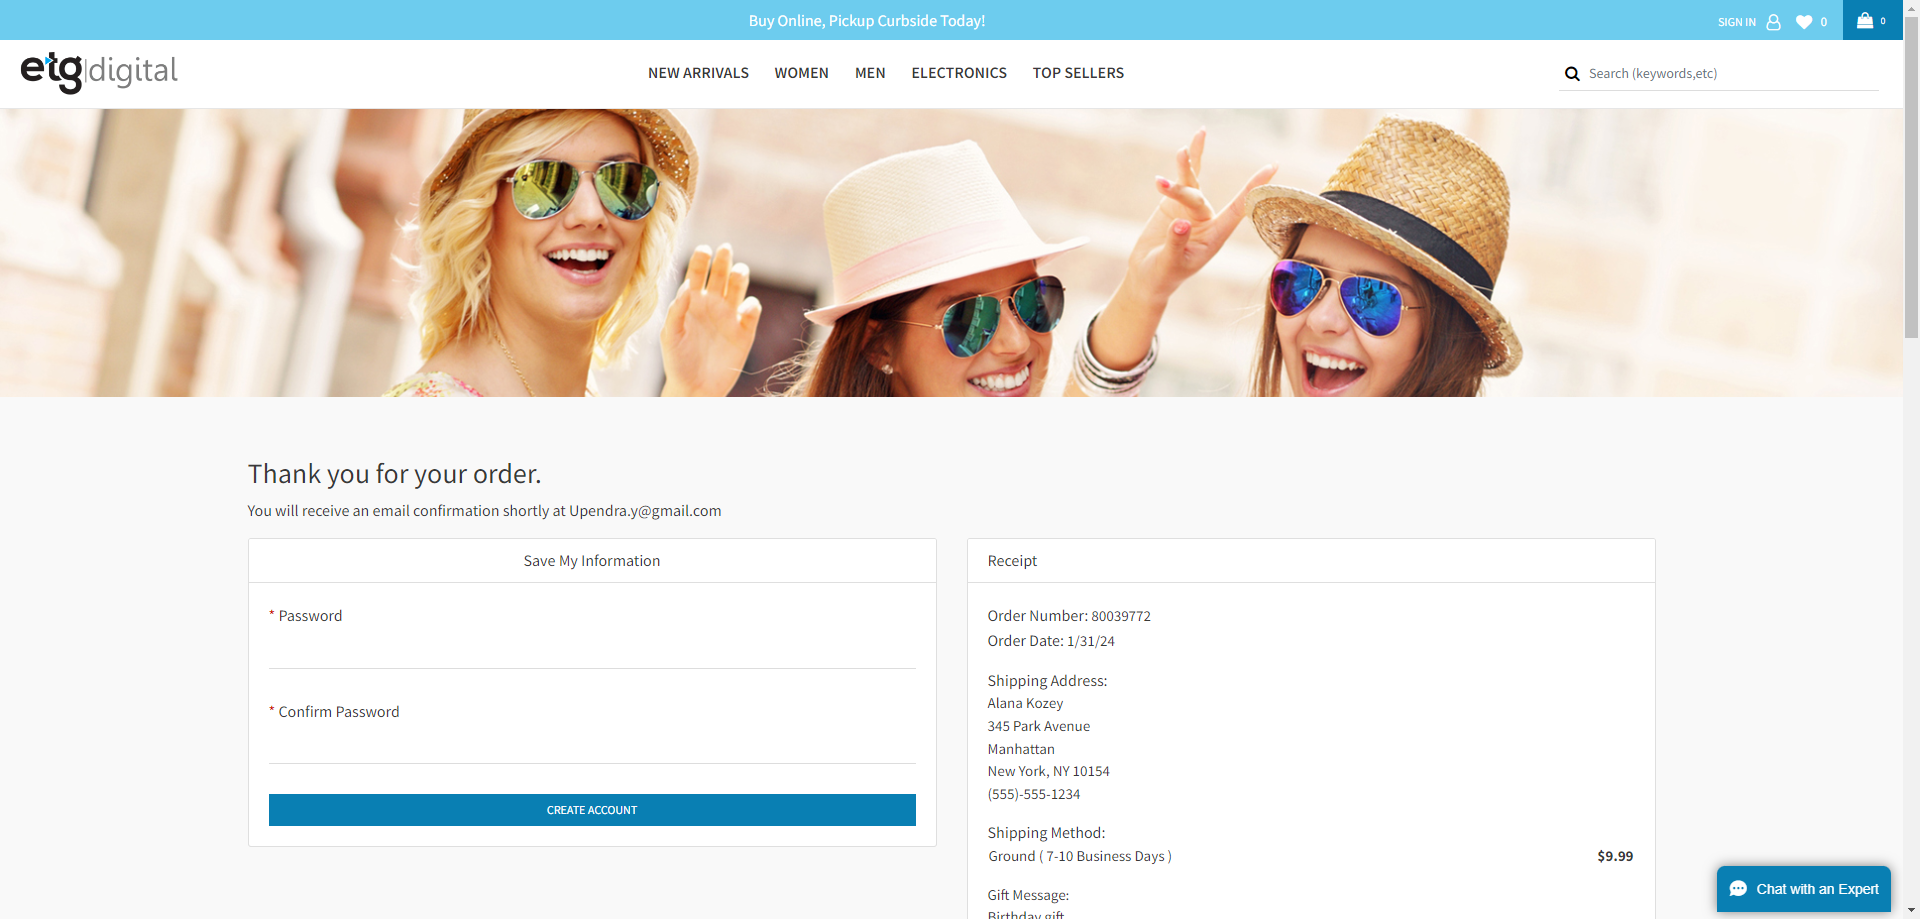 Buy Online, Pickup Curbside Today!
SIGN IN 0 0
etg|digital
NEW ARRIVALS WOMEN MEN ELECTRONICS TOP SELLERS
Search (keywords,etc)
Thank you for your order.
You will receive an email confirmation shortly at Upendra.y@gmail.com
Save My Information
* Password
* Confirm Password
CREATE ACCOUNT
Receipt
Order Number: 80039772
Order Date: 1/31/24
Shipping Address:
Alana Kozey
345 Park Avenue
Manhattan
New York, NY 10154
(555)-555-1234
Shipping Method:
Ground ( 7-10 Business Days ) $9.99
Gift Message:
Birthday gift
Chat with an Expert